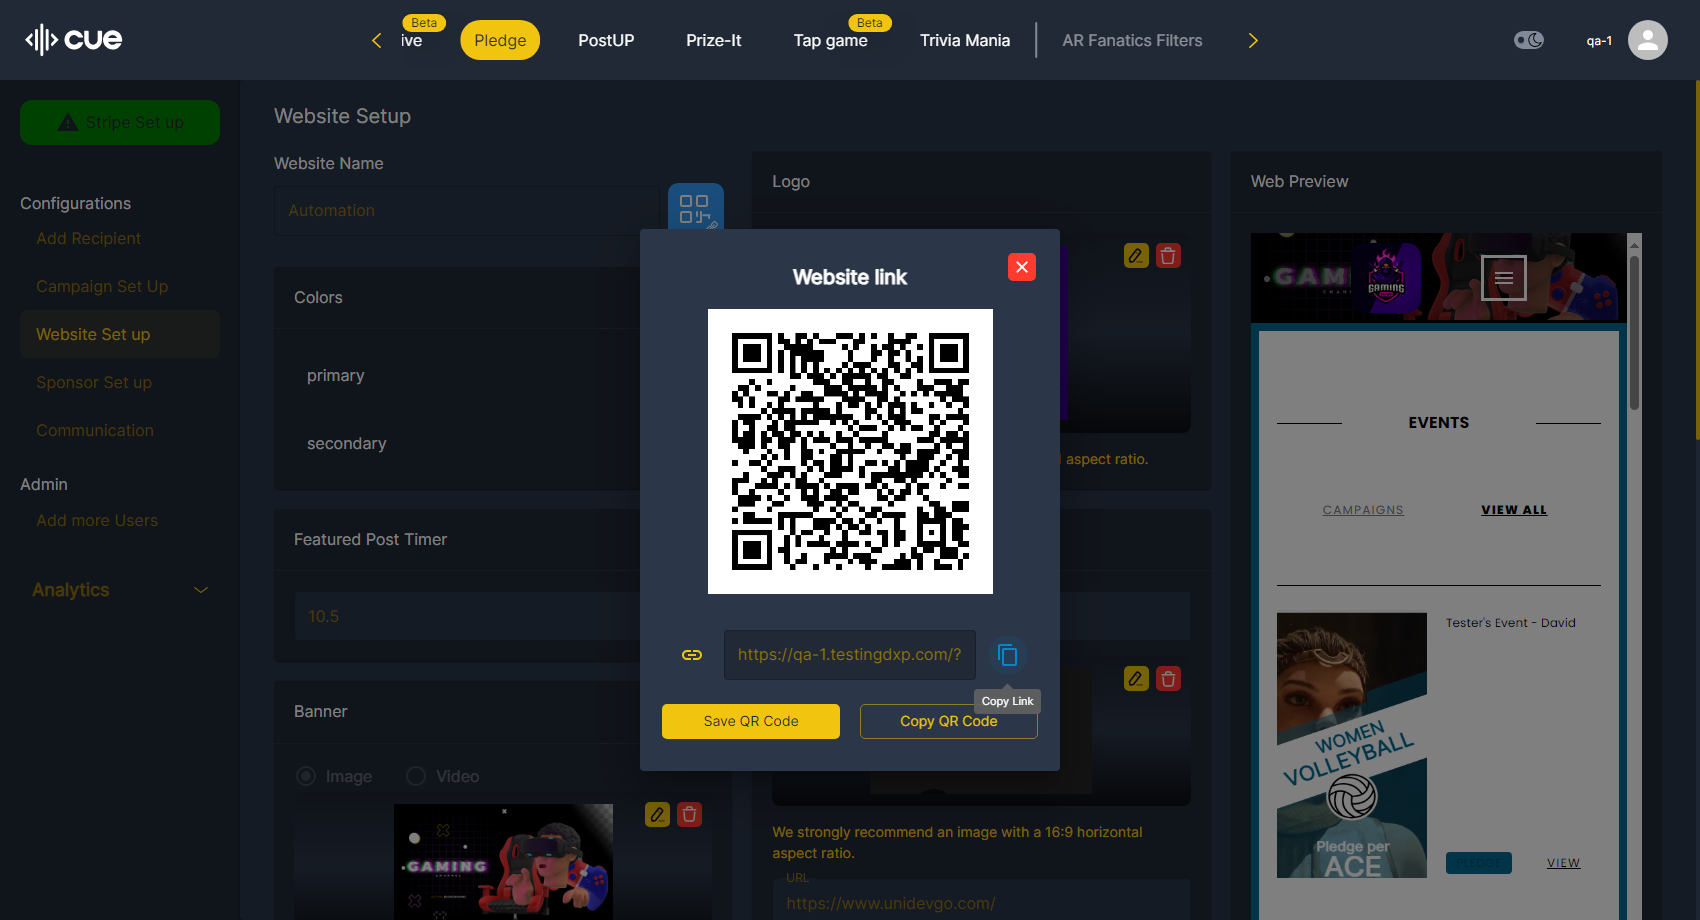 cue
ive
Beta
Pledge
PostUP
Prize-It
Tap game
Beta
Trivia Mania
AR Fanatics Filters
qa-1
Stripe Set up
Configurations
Add Recipient
Campaign Set Up
Website Set up
Sponsor Set up
Communication
Admin
Add more Users
Analytics
Website Setup
Website Name
Automation
Colors
primary
secondary
Featured Post Timer
10.5
Banner
Image
Video
GAMING
Logo
aspect ratio.
We strongly recommend an image with a 16:9 horizontal
aspect ratio.
URL
https://www.unidevgo.com/
Website link
https://qa-1.testingdxp.com/?
Copy Link
Save QR Code
Copy QR Code
Web Preview
GAMI
GAMING
EVENTS
CAMPAIGNS
VIEW ALL
Tester's Event - David
WOMEN
VOLLEYBALL
Pledge per
ACE
PLEDGE
VIEW